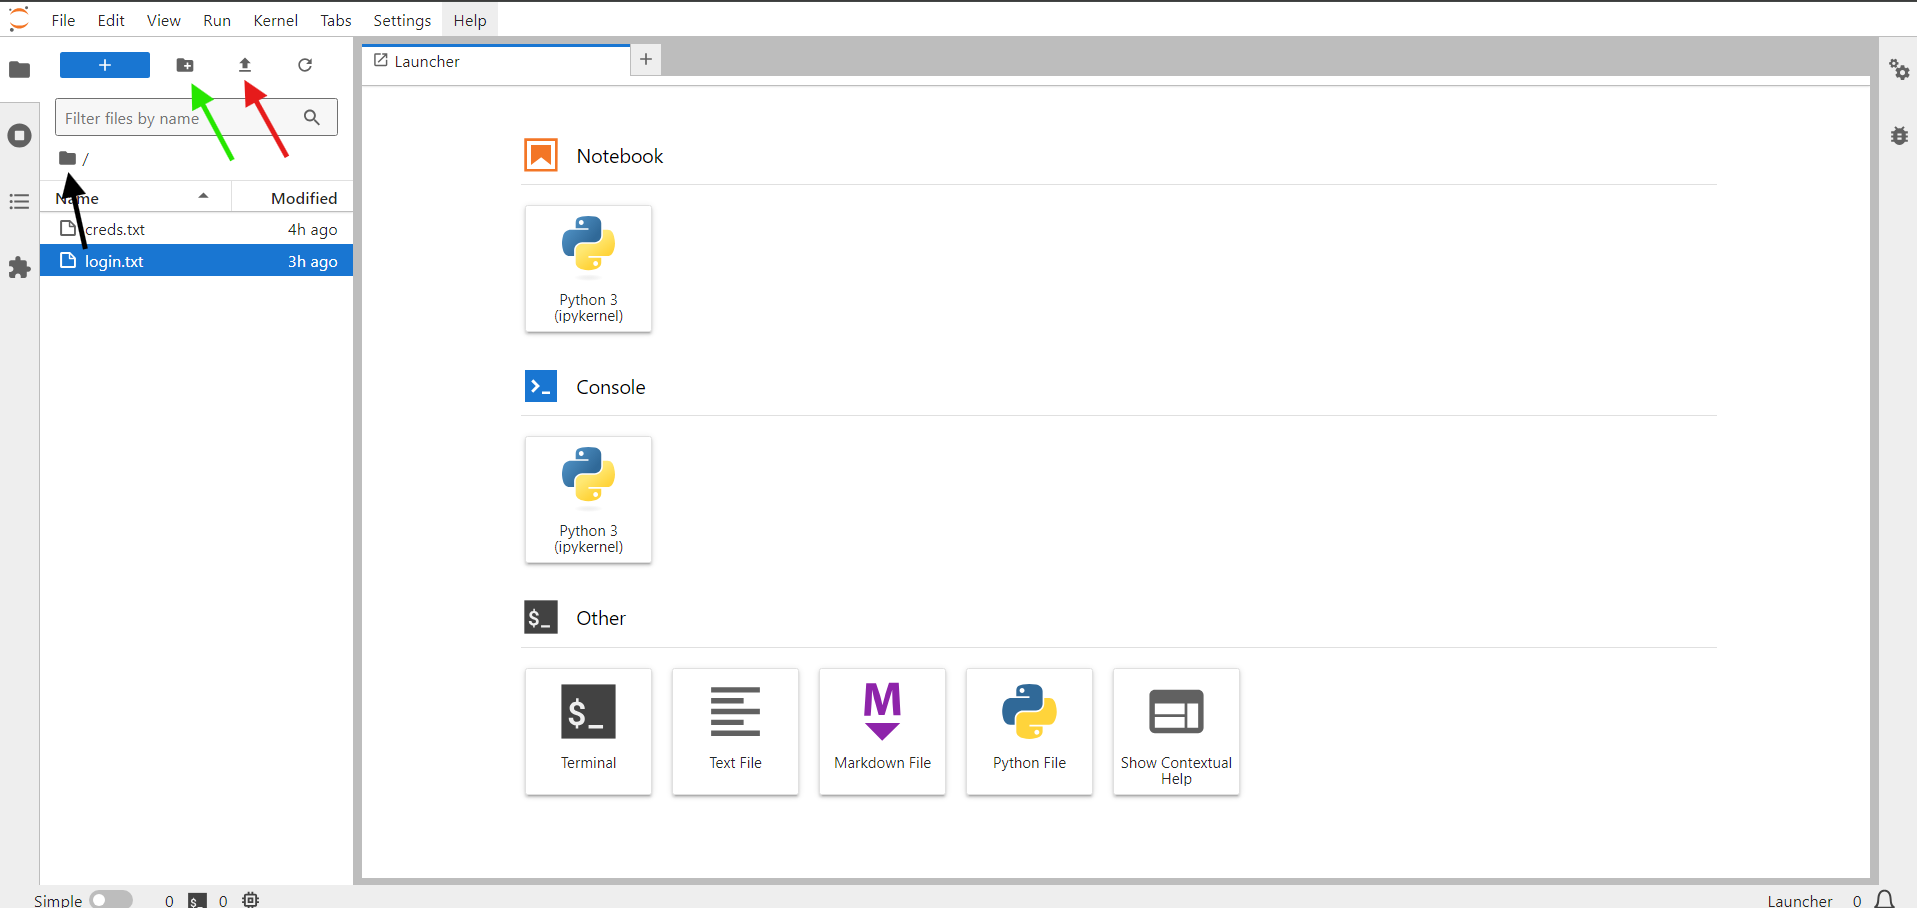 File Edit View Run Kernel Tabs Settings Help
Launcher
Filter files by name
/
Name Modified
creds.txt 4h ago
login.txt 3h ago
Notebook
Python 3
(ipykernel)
Console
Python 3
(ipykernel)
$_ Other
$_
Terminal
Text File
M
Markdown File
Python File
Show Contextual
Help
Simple 0 $_ 0 Launcher 0